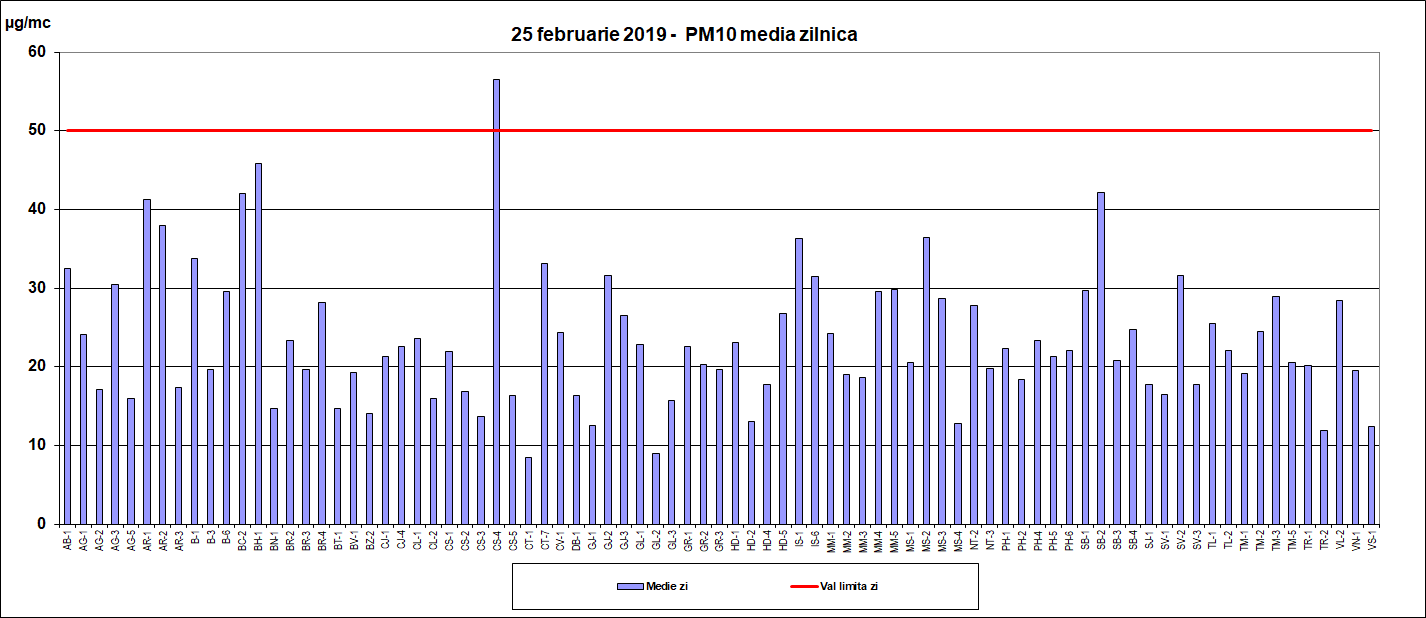 µg/mc
25 februarie 2019 - PM10 media zilnica
60
50
40
30
20
10
0
AB-1 AG-1 AG-2 AG-3 AG-5 AR-1 AR-2 AR-3 B-1 B-3 B-6 BC-2 BH-1 BN-1 BR-2 BR-3 BR-4 BT-1 BV-1 BZ-2 CJ-1 CJ-4 CL-1 CL-2 CS-1 CS-2 CS-3 CS-4 CS-5 CT-1 CT-7 CV-1 DB-1 GJ-1 GJ-2 GJ-3 GL-1 GL-2 GL-3 GR-1 GR-2 GR-3 HD-1 HD-2 HD-4 HD-5 IS-1 IS-6 MM-1 MM-2 MM-3 MM-4 MM-5 MS-1 MS-2 MS-3 MS-4 NT-2 NT-3 PH-1 PH-2 PH-4 PH-5 PH-6 SB-1 SB-2 SB-3 SB-4 SJ-1 SV-1 SV-2 SV-3 TL-1 TL-2 TM-1 TM-2 TM-3 TM-5 TR-1 TR-2 VL-2 VN-1 VS-1
Medie zi Val limita zi